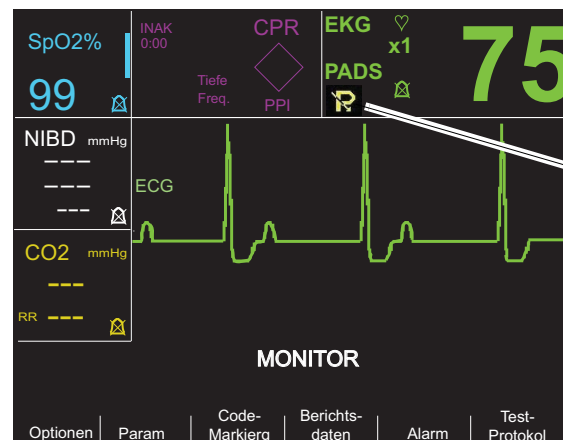 SpO2%
99
INAK
0:00
CPR
Tiefe
Freq.
PPI
EKG
x1
PADS
75
NIBD mmHg
---
---
---
ECG
CO2 mmHg
---
RR ---
MONITOR
Optionen
Param
Code-
Markierg
Berichts-
daten
Alarm
Test-
Protokol